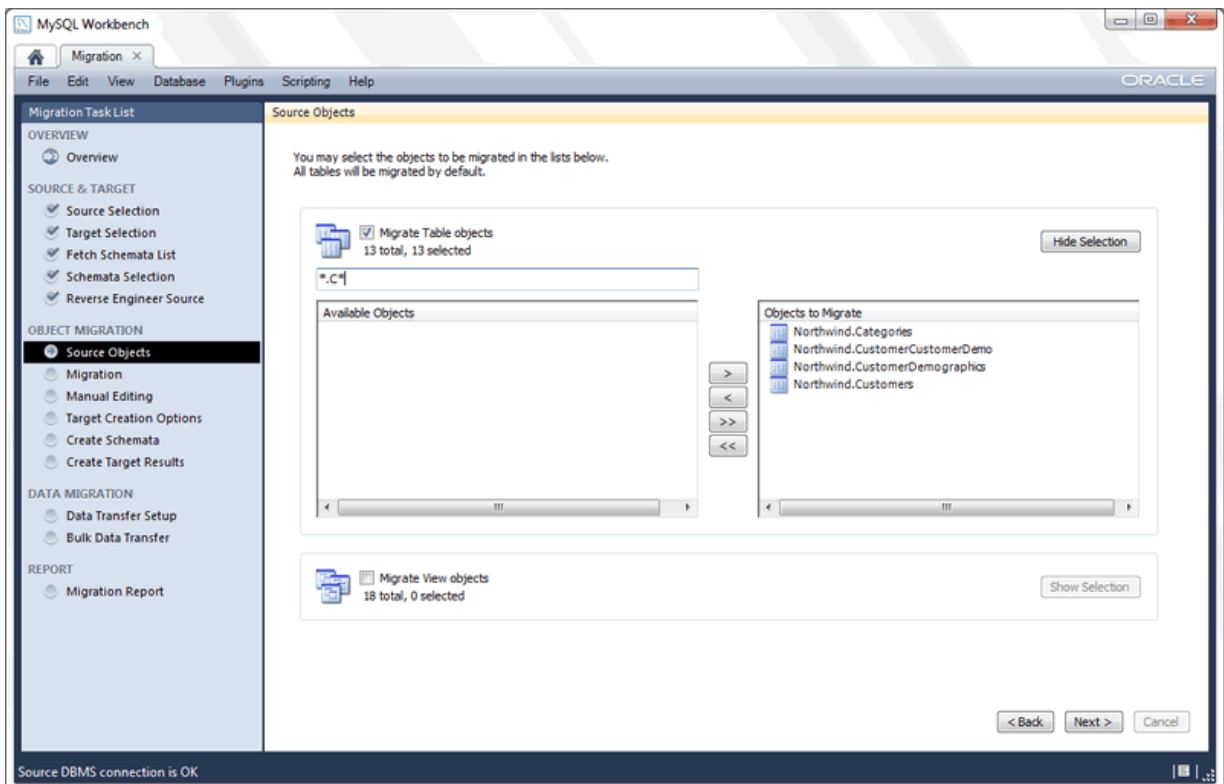 MySQL Workbench
Migration
File Edit View Database Plugins Scripting Help
ORACLE
Migration Task List
OVERVIEW
Overview
SOURCE & TARGET
Source Selection
Target Selection
Fetch Schemata List
Schemata Selection
Reverse Engineer Source
OBJECT MIGRATION
Source Objects
Migration
Manual Editing
Target Creation Options
Create Schemata
Create Target Results
DATA MIGRATION
Data Transfer Setup
Bulk Data Transfer
REPORT
Migration Report
Source Objects
You may select the objects to be migrated in the lists below.
All tables will be migrated by default.
Migrate Table objects
13 total, 13 selected
Hide Selection
*.C*
Available Objects
>
<
>>
<<
Objects to Migrate
Northwind.Categories
Northwind.CustomerCustomerDemo
Northwind.CustomerDemographics
Northwind.Customers
Migrate View objects
18 total, 0 selected
Show Selection
< Back Next > Cancel
Source DBMS connection is OK